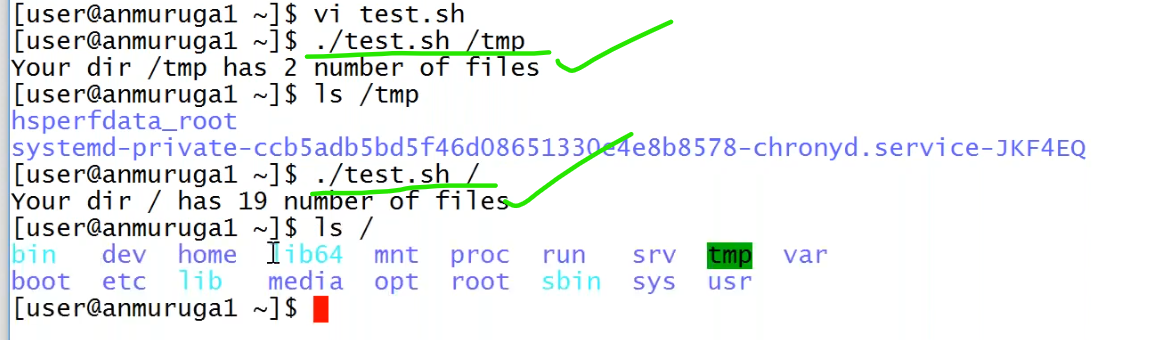 [user@anmuruga1 ~]$ vi test.sh
[user@anmuruga1 ~]$ ./test.sh /tmp
Your dir /tmp has 2 number of files
[user@anmuruga1 ~]$ ls /tmp
hsperfdata_root
systemd-private-ccb5adb5bd5f46d08651330e4e8b8578-chronyd.service-JKF4EQ
[user@anmuruga1 ~]$ ./test.sh /
Your dir / has 19 number of files
[user@anmuruga1 ~]$ ls /
bin dev home lib64 mnt proc run srv tmp var
boot etc lib media opt root sbin sys usr
[user@anmuruga1 ~]$